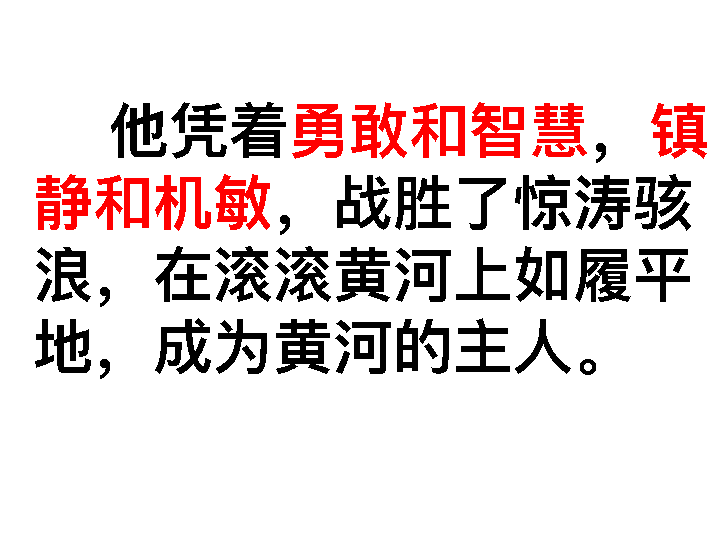 他凭着勇敢和智慧，镇
静和机敏，战胜了惊涛骇
浪，在滚滚黄河上如履平
地，成为黄河的主人。